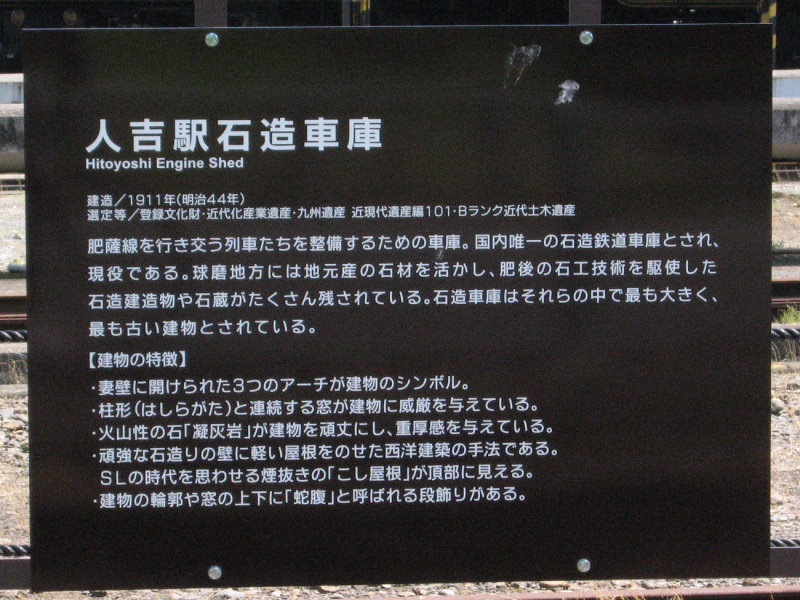 人吉駅石造車庫
Hitoyoshi Engine Shed
建造／1911年(明治44年)
選定等／登録文化財・近代化産業遺産・九州遺産 近現代遺産編101・Bランク近代土木遺産
肥薩線を行き交う列車たちを整備するための車庫。国内唯一の石造鉄道車庫とされ、
現役である。球磨地方には地元産の石材を活かし、肥後の石工技術を駆使した
石造建造物や石蔵がたくさん残されている。石造車庫はそれらの中で最も大きく、
最も古い建物とされている。
【建物の特徴】
・妻壁に開けられた3つのアーチが建物のシンボル。
・柱形（はしらがた）と連続する窓が建物に威厳を与えている。
・火山性の石「凝灰岩」が建物を頑丈にし、重厚感を与えている。
・頑強な石造りの壁に軽い屋根をのせた西洋建築の手法である。
SLの時代を思わせる煙抜きの「こし屋根」が頂部に見える。
・建物の輪郭や窓の上下に「蛇腹」と呼ばれる段飾りがある。